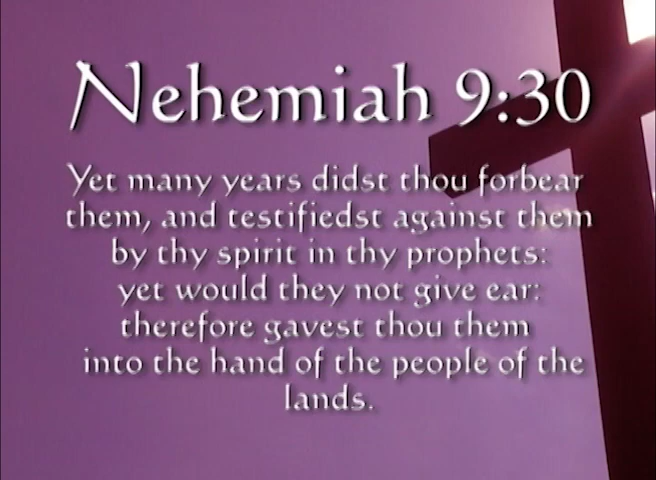 Nehemiah 9:30
Yet many years didst thou forbear
them, and testifiedst against them
by thy spirit in thy prophets:
yet would they not give ear:
therefore gavest thou them
into the hand of the people of the
lands.